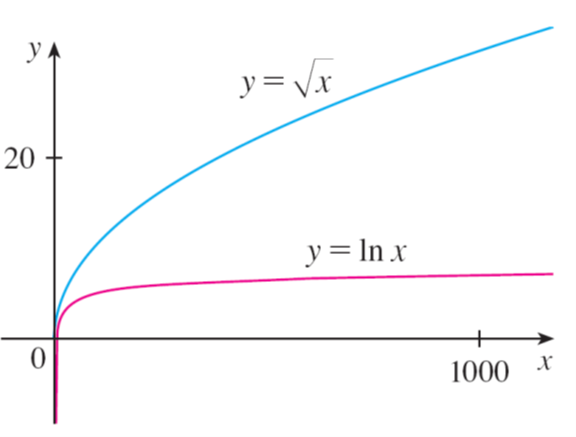 y
y = √x
20
y = ln x
0
1000
x